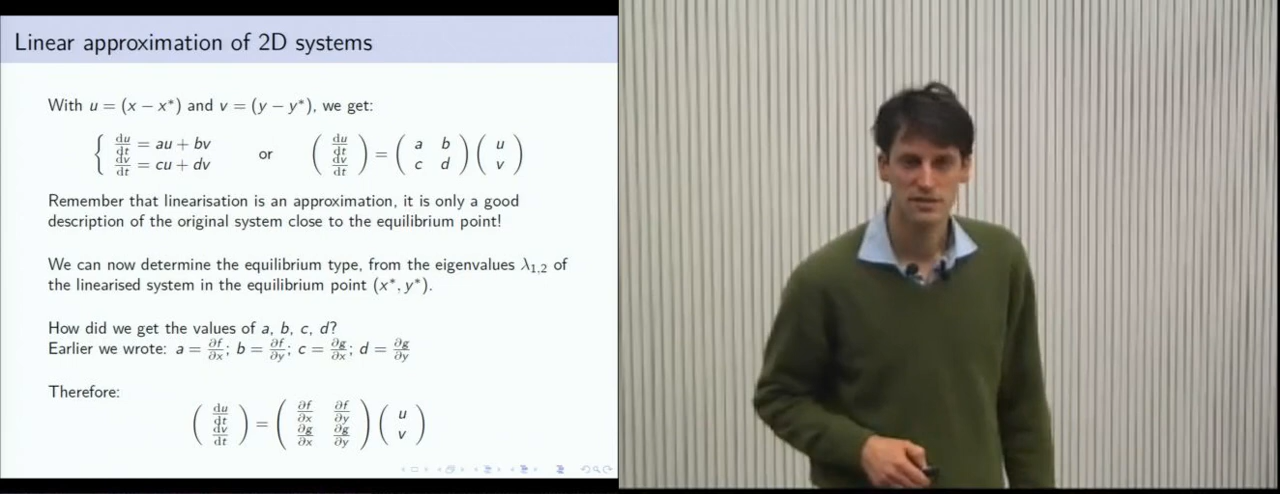 Linear approximation of 2D systems
With u = (x − x*) and v = (y − y*), we get:
{ du/dt = au + bv
dv/dt = cu + dv
or
( du/dt dv/dt ) = ( a b c d ) ( u v )
Remember that linearisation is an approximation, it is only a good
description of the original system close to the equilibrium point!
We can now determine the equilibrium type, from the eigenvalues λ1,2 of
the linearised system in the equilibrium point (x*, y*).
How did we get the values of a, b, c, d?
Earlier we wrote: a = ∂f/∂x; b = ∂f/∂y; c = ∂g/∂x; d = ∂g/∂y
Therefore:
( du/dt dv/dt ) = ( ∂f/∂x ∂f/∂y ∂g/∂x ∂g/∂y ) ( u v )